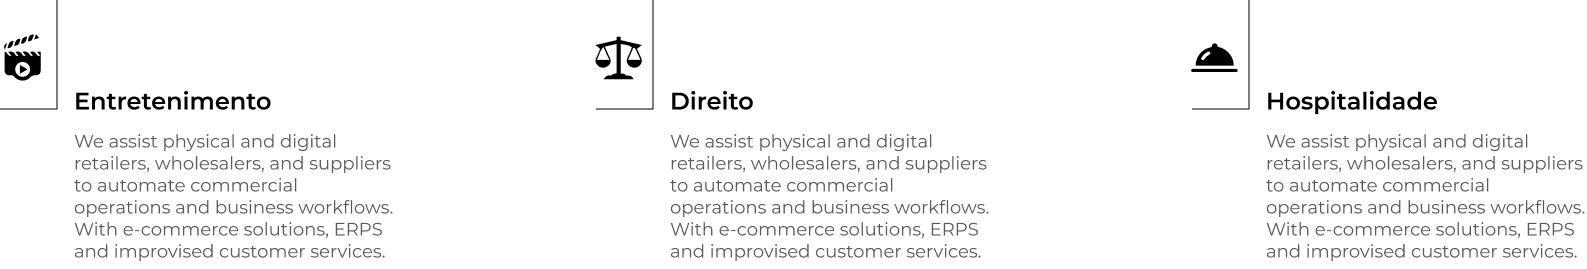 Entretenimento
We assist physical and digital
retailers, wholesalers, and suppliers
to automate commercial
operations and business workflows.
With e-commerce solutions, ERPS
and improvised customer services.
Direito
We assist physical and digital
retailers, wholesalers, and suppliers
to automate commercial
operations and business workflows.
With e-commerce solutions, ERPS
and improvised customer services.
Hospitalidade
We assist physical and digital
retailers, wholesalers, and suppliers
to automate commercial
operations and business workflows.
With e-commerce solutions, ERPS
and improvised customer services.